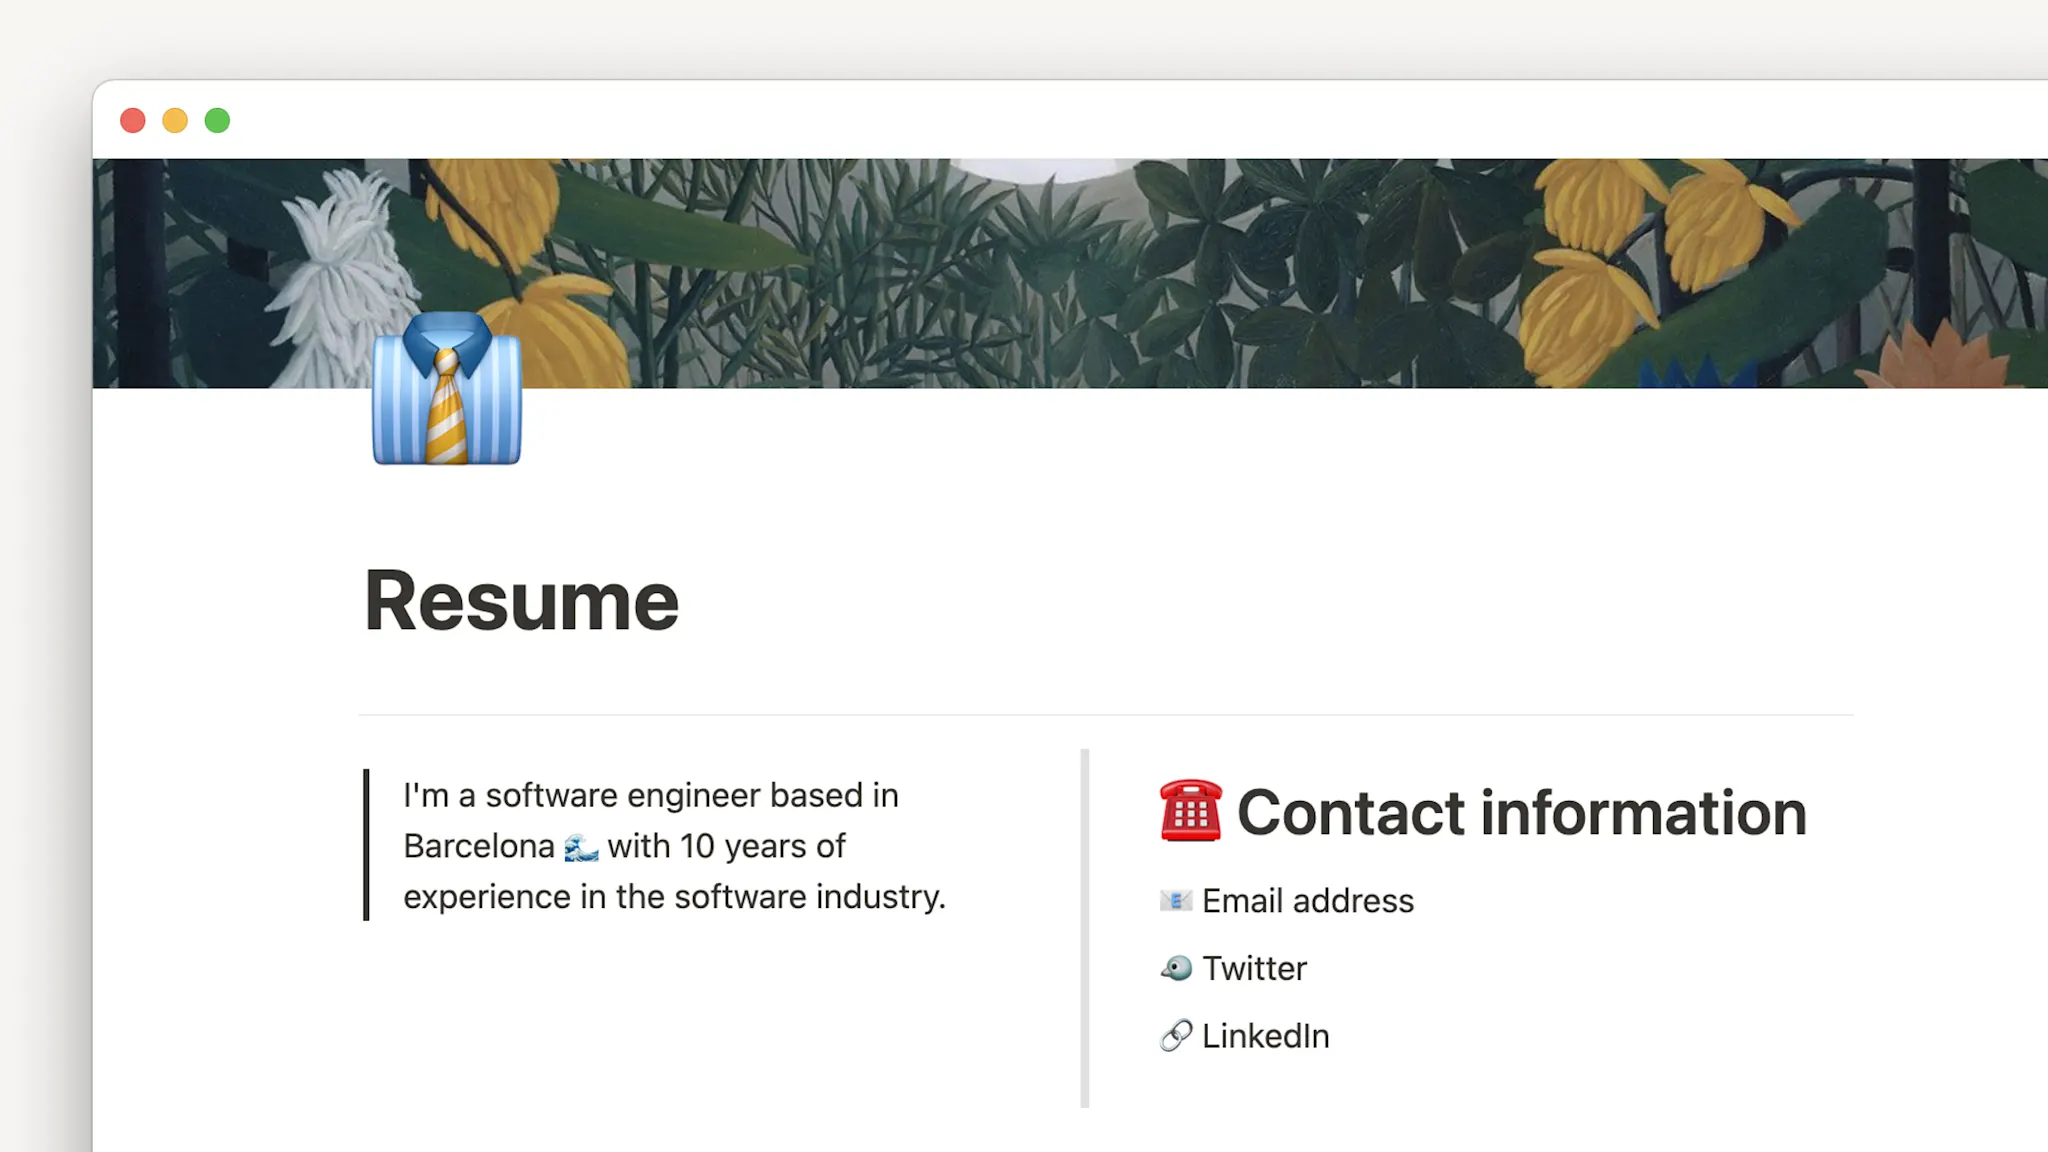 Resume
I'm a software engineer based in
Barcelona 🌊 with 10 years of
experience in the software industry.
☎️ Contact information
📧 Email address
🐦 Twitter
🔗 LinkedIn